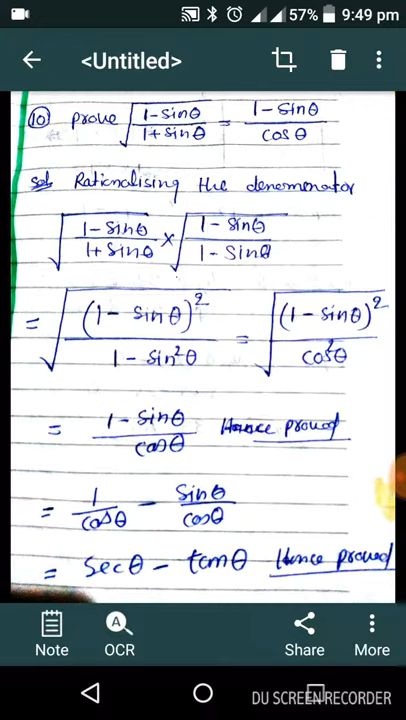 57% 9:49 pm
<Untitled>
10 prove √(1-sinθ / 1+sinθ) = 1-sinθ / cosθ
Sol Rationalising the denemenator
√(1-sinθ / 1+sinθ) × √(1-sinθ / 1-sinθ)
= √((1-sinθ)² / 1-sin²θ) = √((1-sinθ)² / cos²θ)
= 1-sinθ / cosθ Hence proved
= 1/cosθ - sinθ/cosθ
= secθ - tanθ Hence proved
Note OCR Share More
DU SCREEN RECORDER